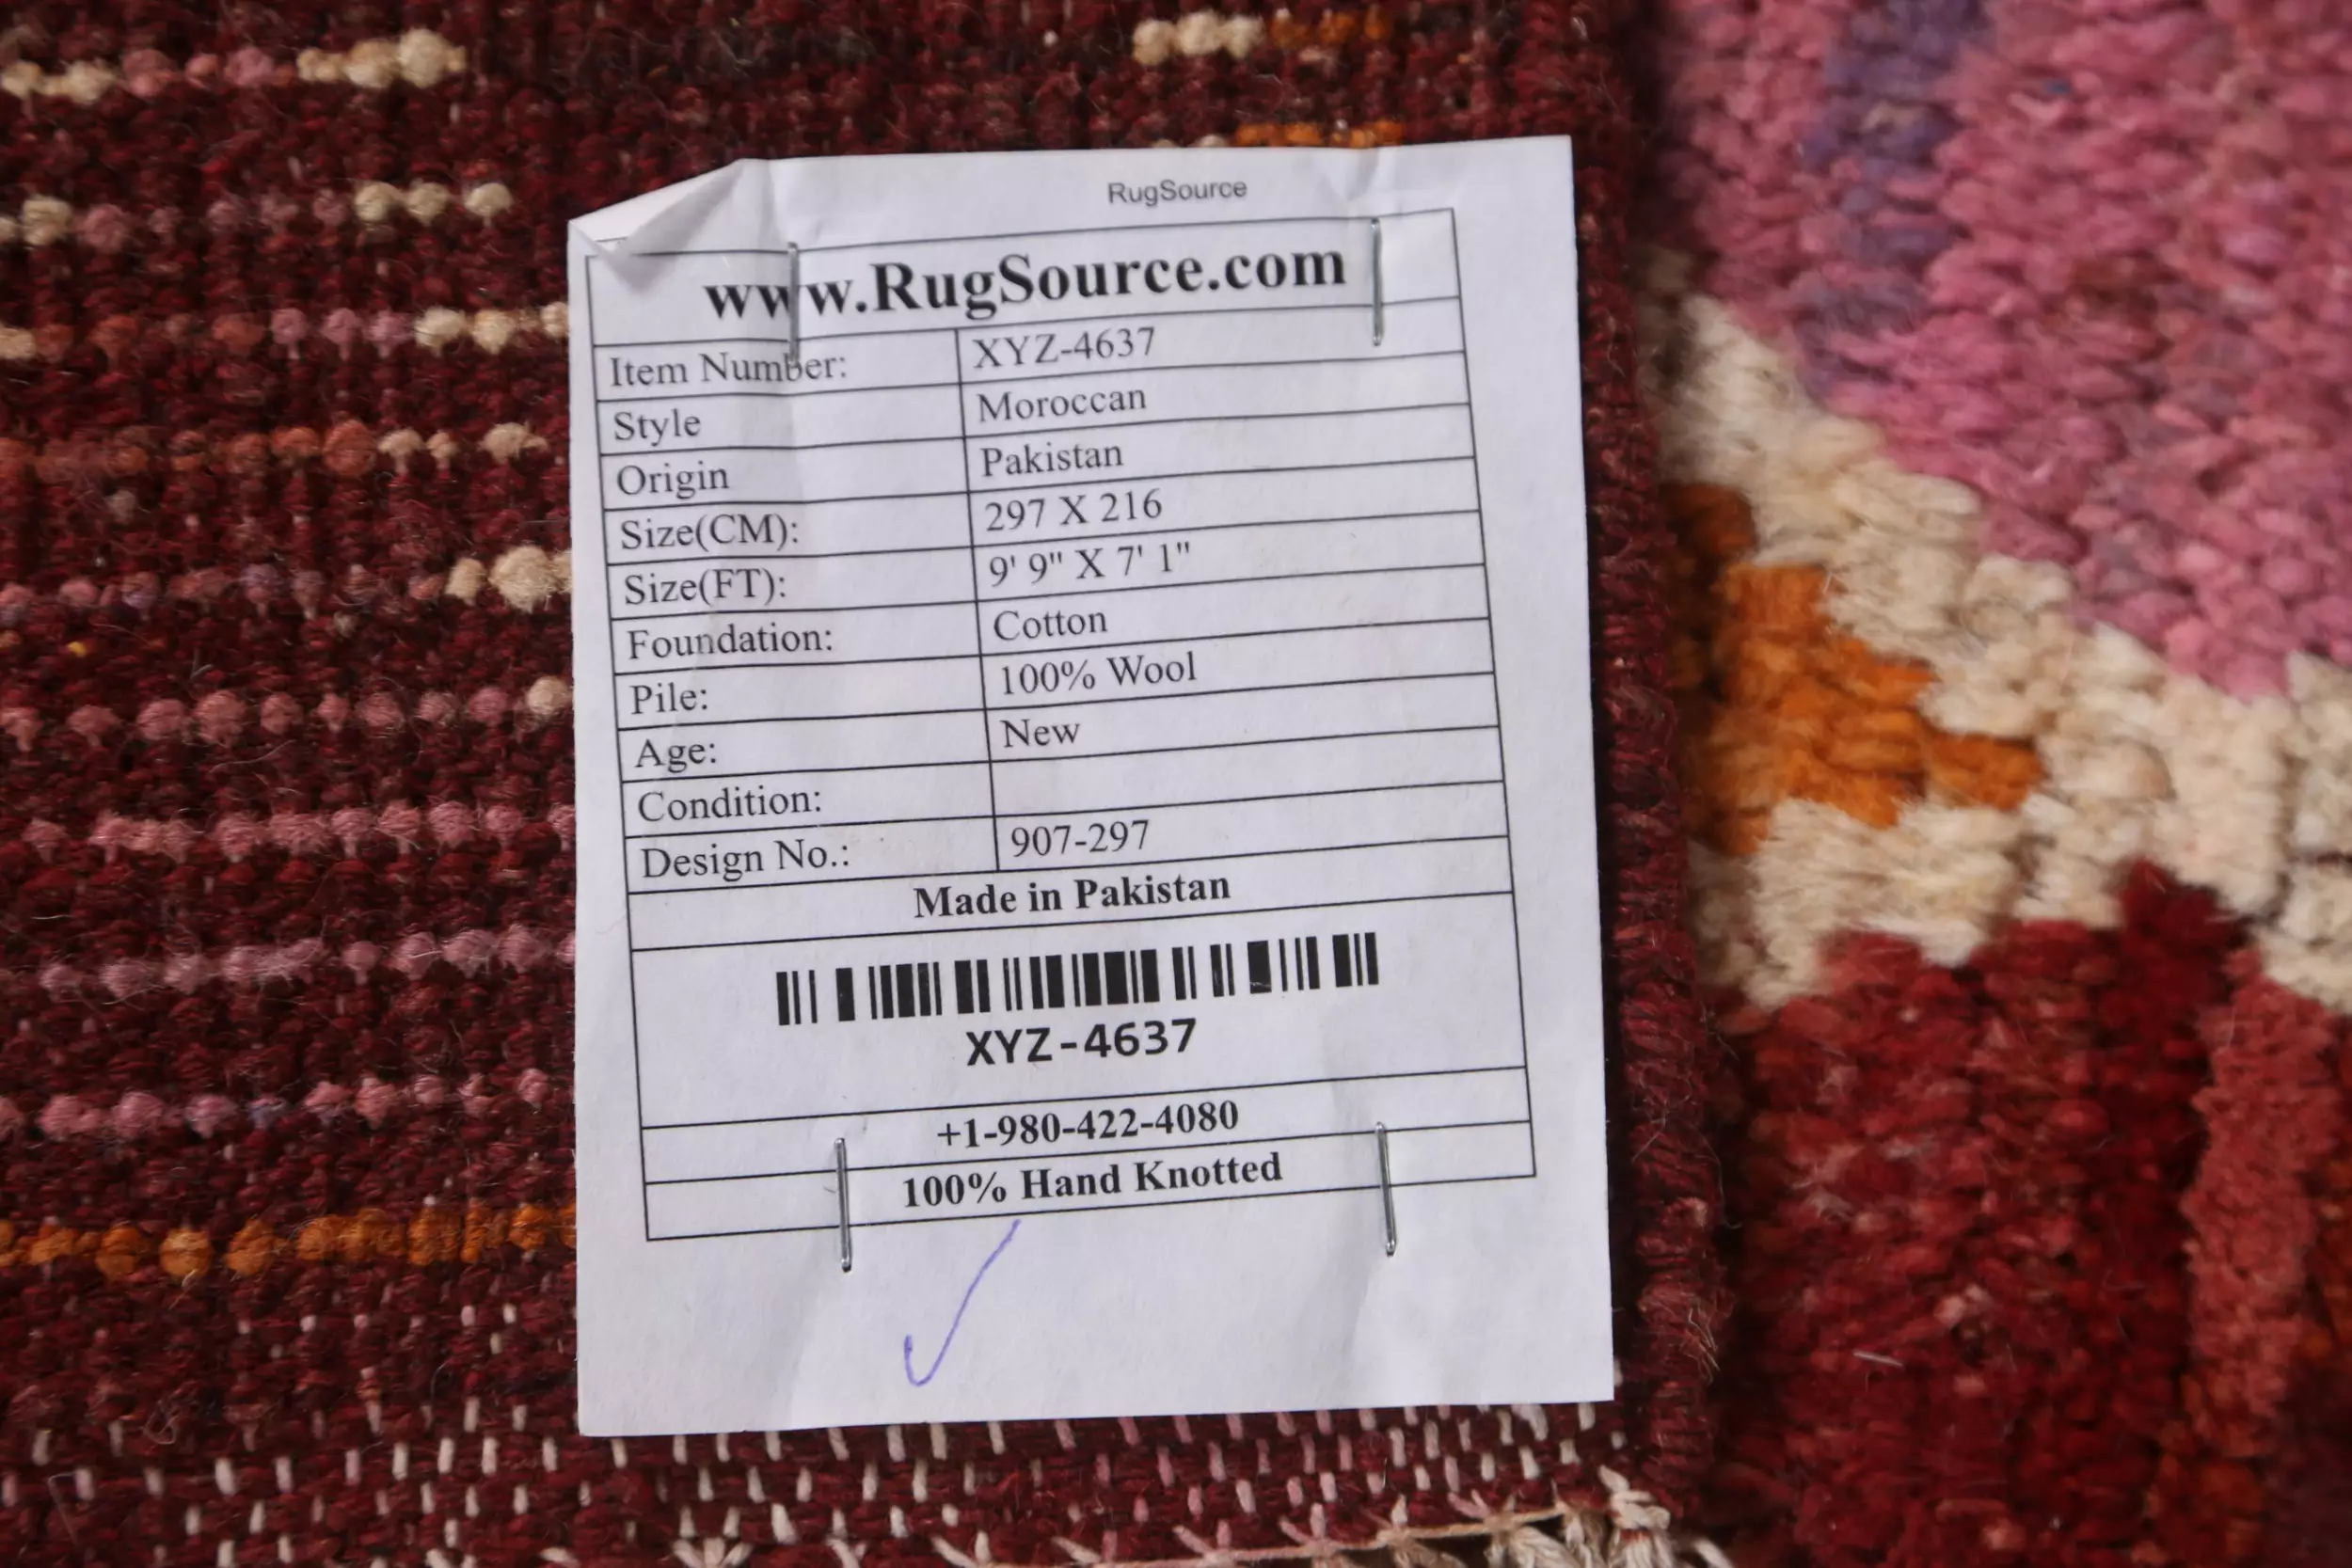 RugSource
www.RugSource.com
Item Number: XYZ-4637
Style Moroccan
Origin Pakistan
Size(CM): 297 X 216
Size(FT): 9' 9" X 7' 1"
Foundation: Cotton
Pile: 100% Wool
Age: New
Condition:
Design No.: 907-297
Made in Pakistan
XYZ-4637
+1-980-422-4080
100% Hand Knotted